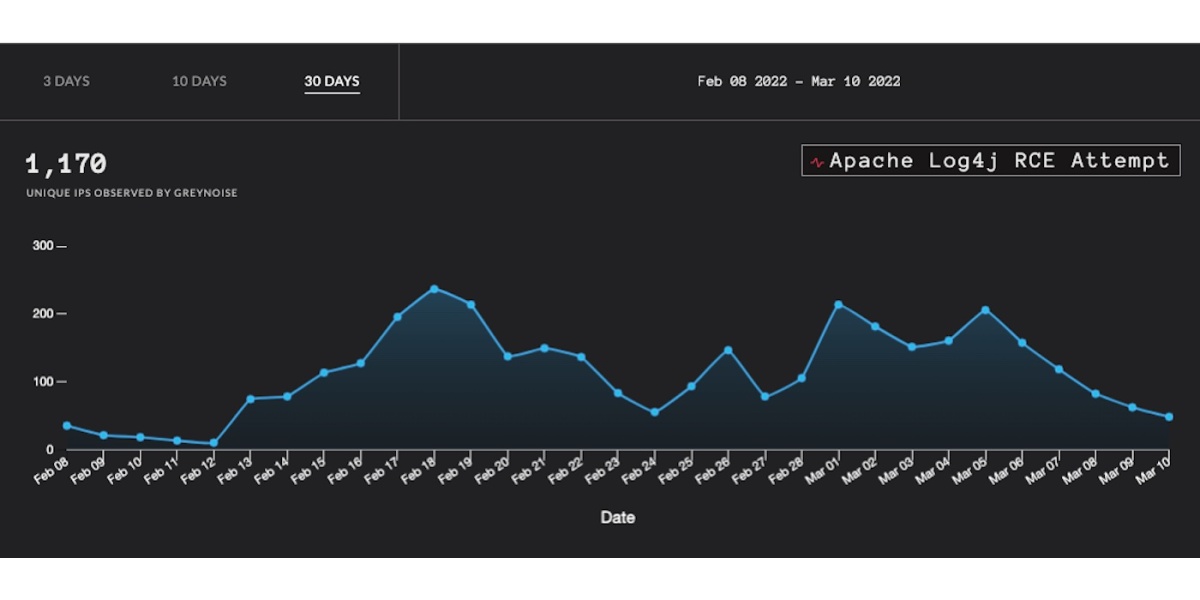 3 DAYS 10 DAYS 30 DAYS Feb 08 2022 - Mar 10 2022
1,170
UNIQUE IPS OBSERVED BY GREYNOISE
Apache Log4j RCE Attempt
300
200
100
0
Feb 08 Feb 09 Feb 10 Feb 11 Feb 12 Feb 13 Feb 14 Feb 15 Feb 16 Feb 17 Feb 18 Feb 19 Feb 20 Feb 21 Feb 22 Feb 23 Feb 24 Feb 25 Feb 26 Feb 27 Feb 28 Mar 01 Mar 02 Mar 03 Mar 04 Mar 05 Mar 06 Mar 07 Mar 08 Mar 09 Mar 10
Date